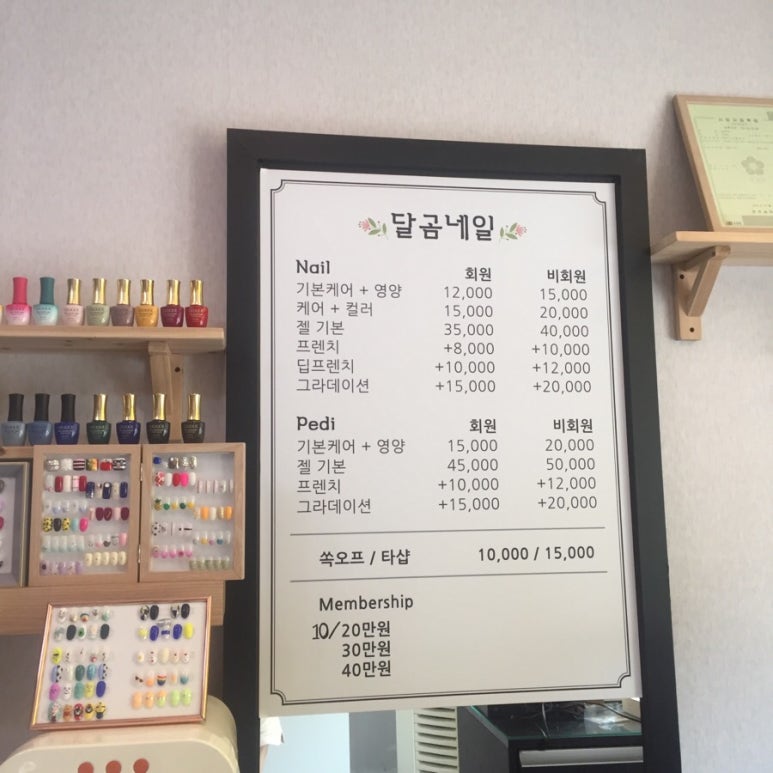 달곰네일
Nail 회원 비회원
기본케어 + 영양 12,000 15,000
케어 + 컬러 15,000 20,000
젤 기본 35,000 40,000
프렌치 +8,000 +10,000
딥프렌치 +10,000 +12,000
그라데이션 +15,000 +20,000
Pedi 회원 비회원
기본케어 + 영양 15,000 20,000
젤 기본 45,000 50,000
프렌치 +10,000 +12,000
그라데이션 +15,000 +20,000
쏙오프 / 타샵 10,000 / 15,000
Membership
10/20만원
30만원
40만원